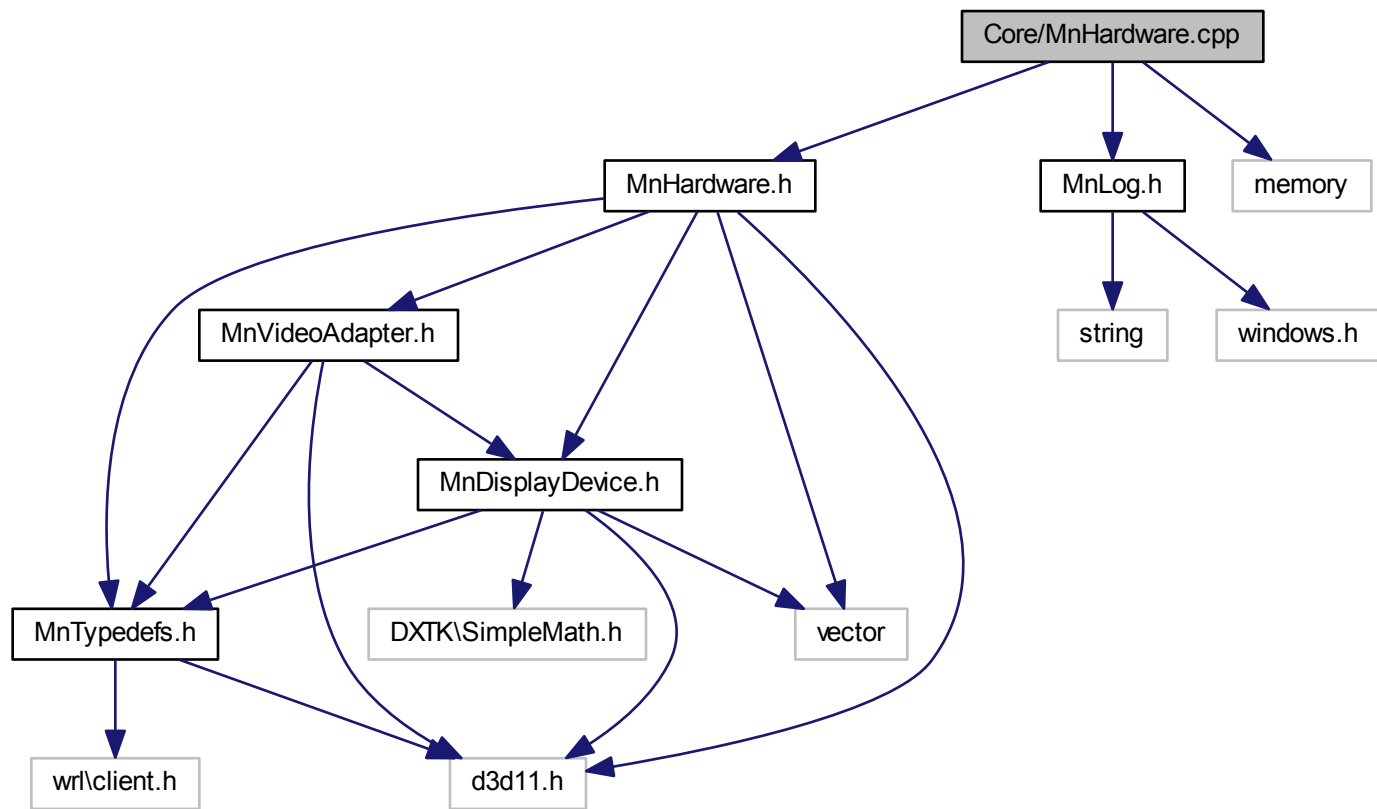 Core/MnHardware.cpp
MnHardware.h
MnLog.h
memory
MnVideoAdapter.h
string
windows.h
MnDisplayDevice.h
MnTypedefs.h
DXTK\SimpleMath.h
vector
wrl\client.h
d3d11.h